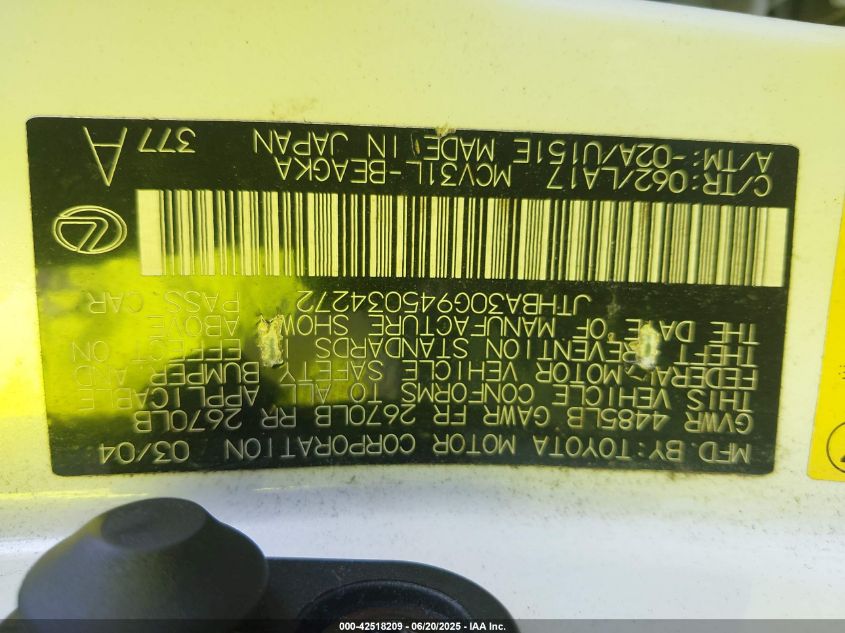 MFD. BY: TOYOTA MOTOR CORPORATION 03/04
GVWR 4485LB GAWR FR 2670LB RR 2670LB
THIS VEHICLE CONFORMS TO ALL APPLICABLE
FEDERAL MOTOR VEHICLE SAFETY BUMPER, AND
THEFT PREVENTION STANDARDS EFFECT ON
THE DATE OF MANUFACTURE SHOWN ABOVE
JTHBA30G945034272 PASS. CAR
C/TR: 062/LA17 MCV31L-BEAGKA 377 A
A/TM: -02A/U151E MADE IN JAPAN
000-42518209 - 06/20/2025 - IAA Inc.